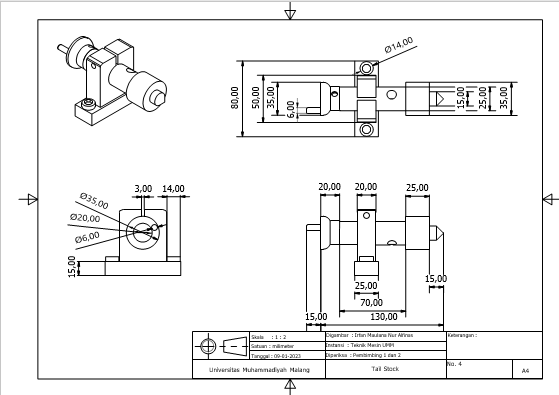 Ø14,00
80,00
50,00
35,00
6,00
15,00
25,00
35,00
3,00
14,00
Ø35,00
Ø20,00
Ø6,00
15,00
20,00
20,00
25,00
25,00
15,00
70,00
15,00
130,00
Skala : 1 : 2
Satuan : milimeter
Tanggal : 09-01-2023
Digambar : Irfan Maulana Nur Alfinas
Instansi : Teknik Mesin UMM
Diperiksa : Pembimbing 1 dan 2
Keterangan :
Universitas Muhammadiyah Malang
Tail Stock
No. 4
A4